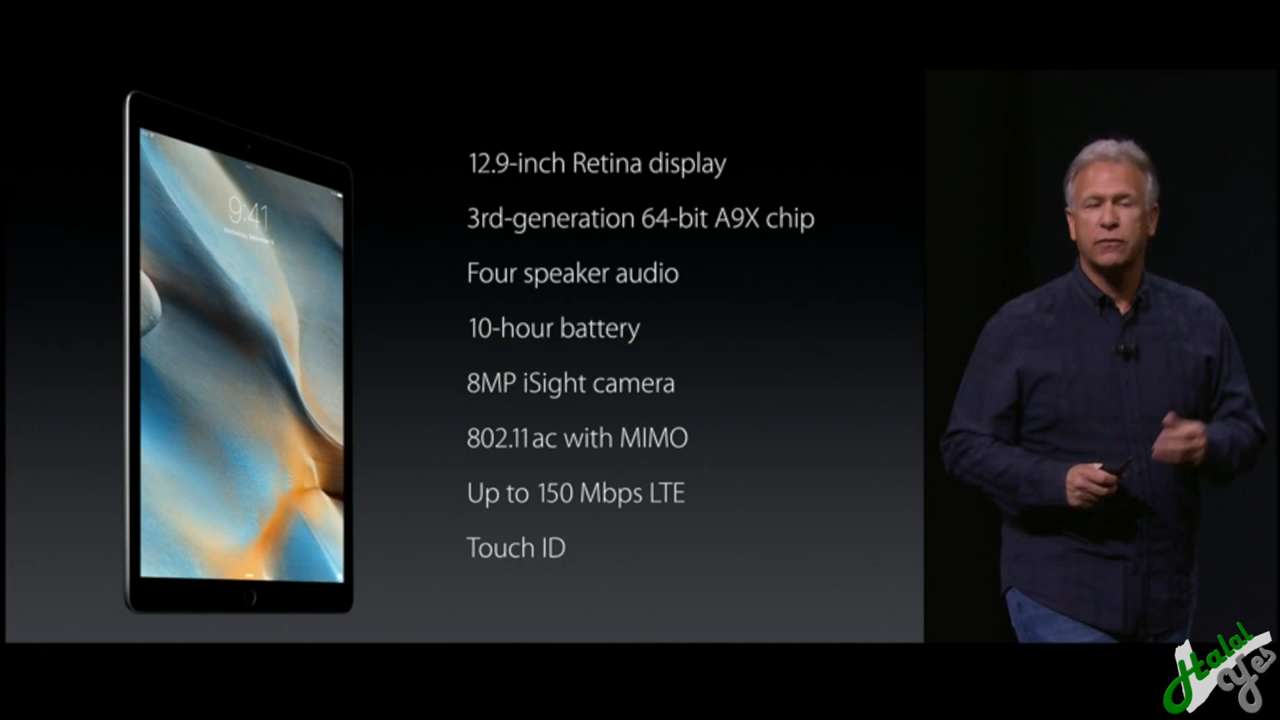 9:41
12.9-inch Retina display
3rd-generation 64-bit A9X chip
Four speaker audio
10-hour battery
8MP iSight camera
802.11ac with MIMO
Up to 150 Mbps LTE
Touch ID
Halal
Yes